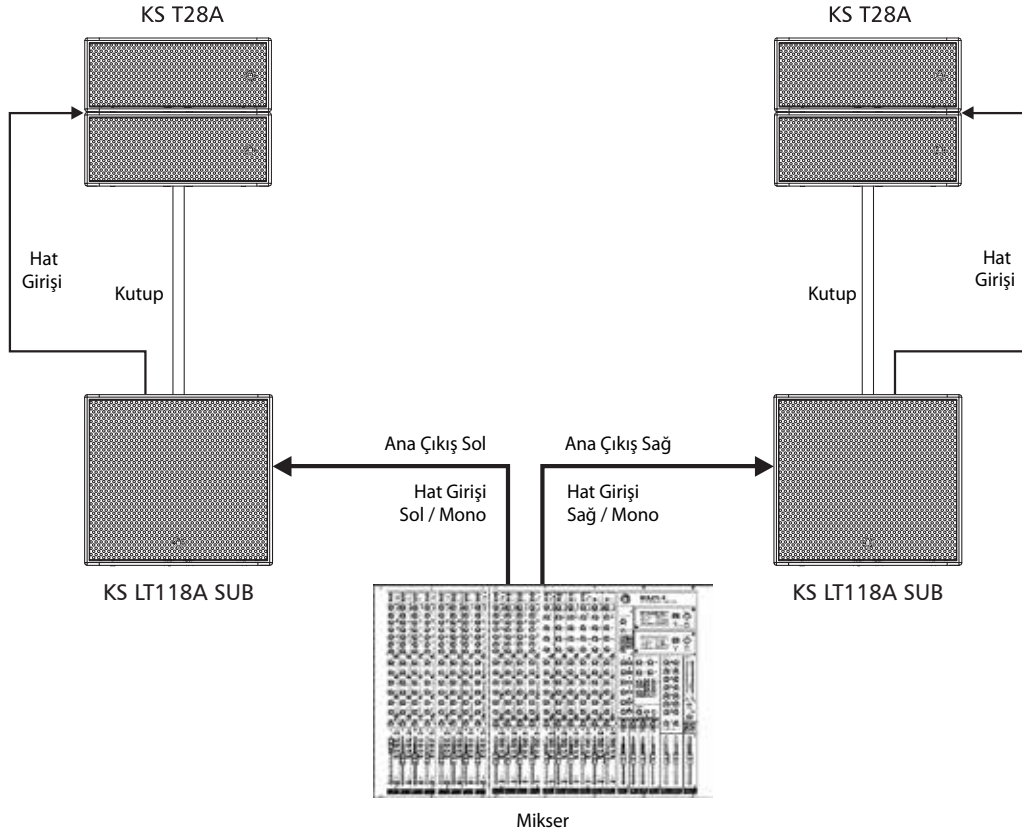 KS T28A
KS T28A
Hat
Girişi
Kutup
Kutup
Hat
Girişi
Ana Çıkış Sol
Ana Çıkış Sağ
Hat Girişi
Sol / Mono
Hat Girişi
Sağ / Mono
KS LT118A SUB
KS LT118A SUB
Mikser